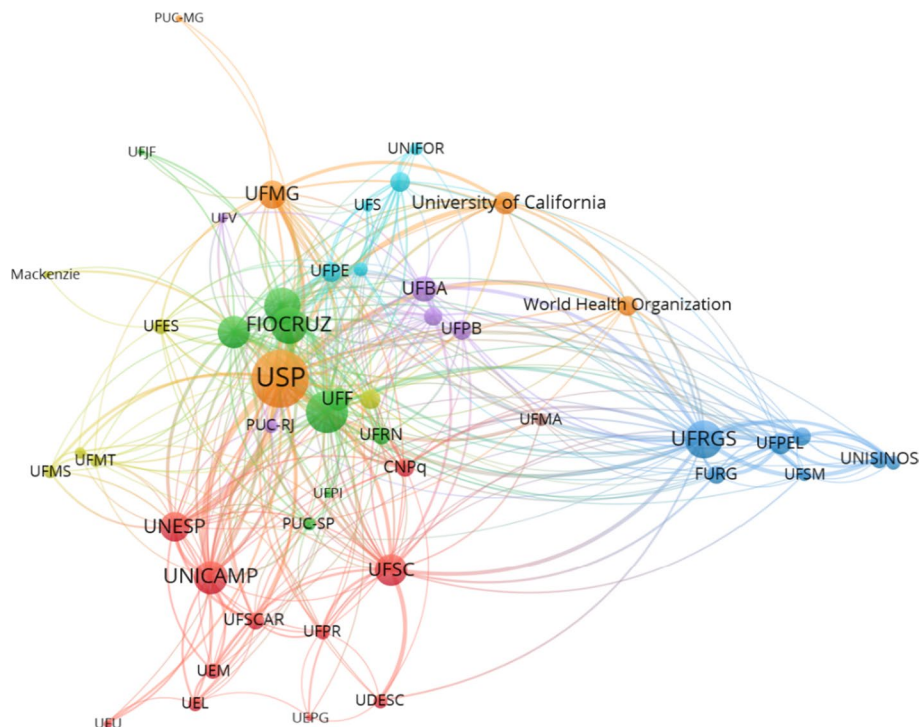 PUC-MG
UFJF
UNIFOR
UFMG
UFS
University of California
UFV
Mackenzie
UFPE
UFBA
World Health Organization
UFES
FIOCRUZ
UFPB
USP
UFF
PUC-RJ
UFRN
UFMA
UFRGS
UFPEL
UFMS
UFMT
CNPq
FURG
UFSM
UNISINOS
UFPI
UNESP
PUC-SP
UNICAMP
UFSC
UFSCAR
UFPR
UEM
UEL
UDESC
UFU
UEPG